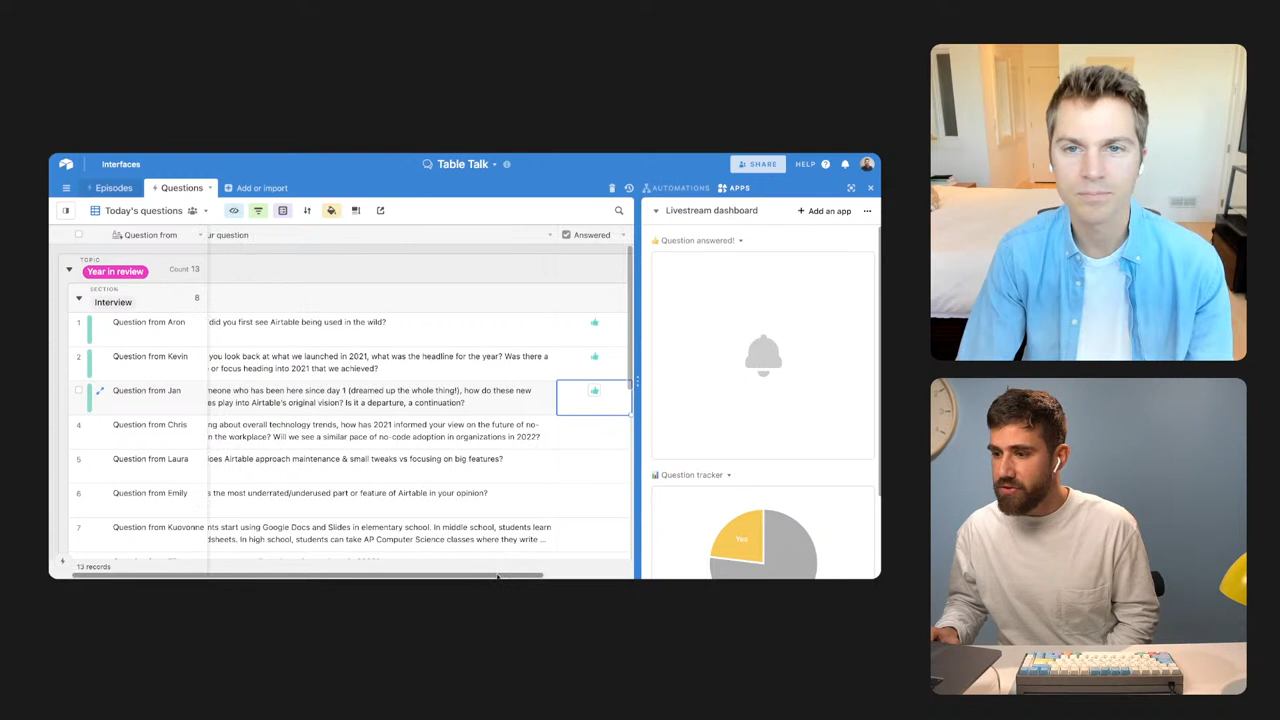 Interfaces
Table Talk
SHARE
HELP
Episodes
Questions
Add or import
AUTOMATIONS
APPS
Today's questions
Livestream dashboard
Add an app
Question from
ur question
Answered
👍 Question answered!
TOPIC
Year in review
Count 13
SECTION
Interview
8
1
Question from Aron
did you first see Airtable being used in the wild?
2
Question from Kevin
you look back at what we launched in 2021, what was the headline for the year? Was there a
or focus heading into 2021 that we achieved?
Question from Jan
meone who has been here since day 1 (dreamed up the whole thing!), how do these new
es play into Airtable's original vision? Is it a departure, a continuation?
4
Question from Chris
ng about overall technology trends, how has 2021 informed your view on the future of no-
n the workplace? Will we see a similar pace of no-code adoption in organizations in 2022?
5
Question from Laura
oes Airtable approach maintenance & small tweaks vs focusing on big features?
6
Question from Emily
s the most underrated/underused part or feature of Airtable in your opinion?
7
Question from Kuovonne
nts start using Google Docs and Slides in elementary school. In middle school, students learn
dsheets. In high school, students can take AP Computer Science classes where they write ...
13 records
📊 Question tracker
Yes